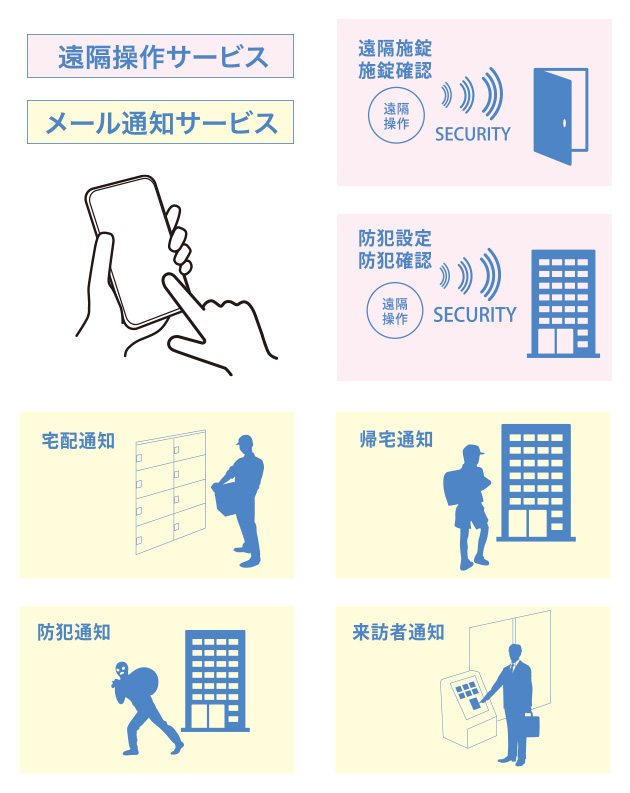 遠隔操作サービス
メール通知サービス
遠隔施錠
施錠確認
遠隔
操作
SECURITY
防犯設定
防犯確認
遠隔
操作
SECURITY
宅配通知
帰宅通知
防犯通知
来訪者通知